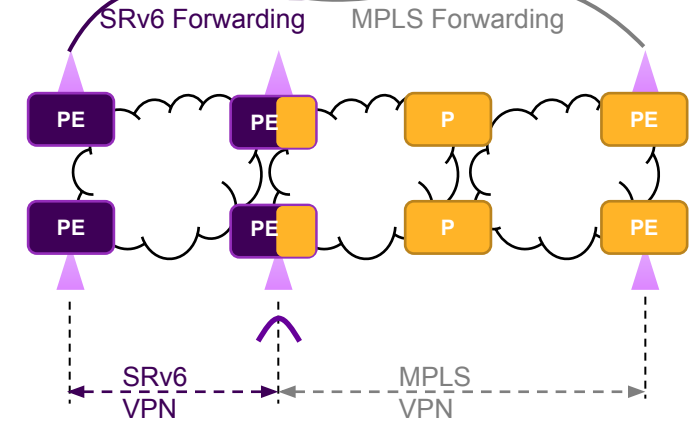 SRv6 Forwarding MPLS Forwarding
PE PE P PE
PE PE P PE
SRv6 MPLS
VPN VPN